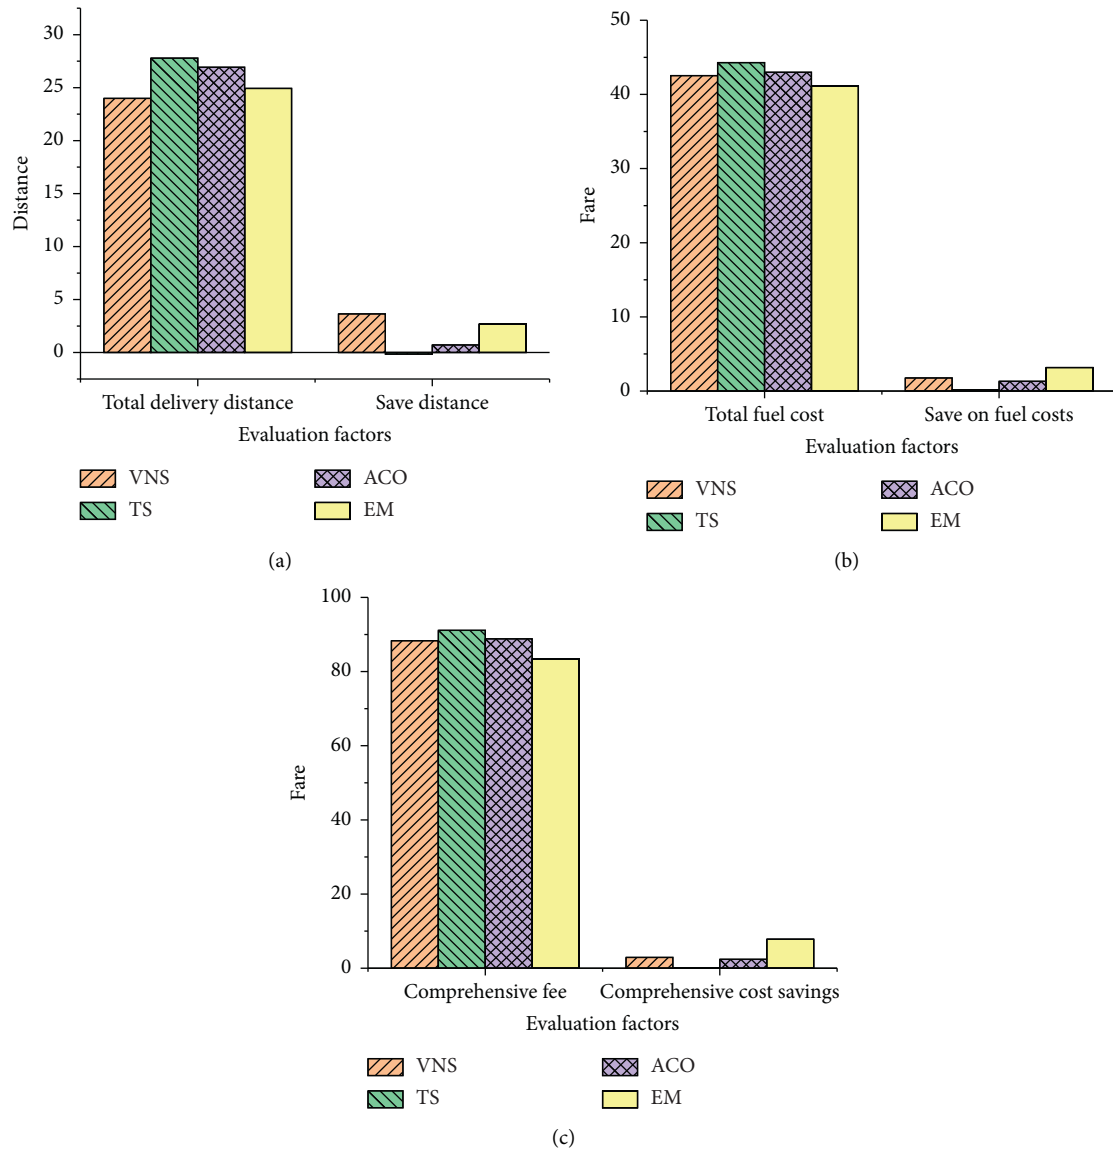 30
25
20
15
10
5
0
Distance
Total delivery distance
Save distance
Evaluation factors
VNS
ACO
TS
EM
(a)
50
40
30
20
10
0
Fare
Total fuel cost
Save on fuel costs
Evaluation factors
VNS
ACO
TS
EM
(b)
100
80
60
40
20
0
Fare
Comprehensive fee
Comprehensive cost savings
Evaluation factors
VNS
ACO
TS
EM
(c)